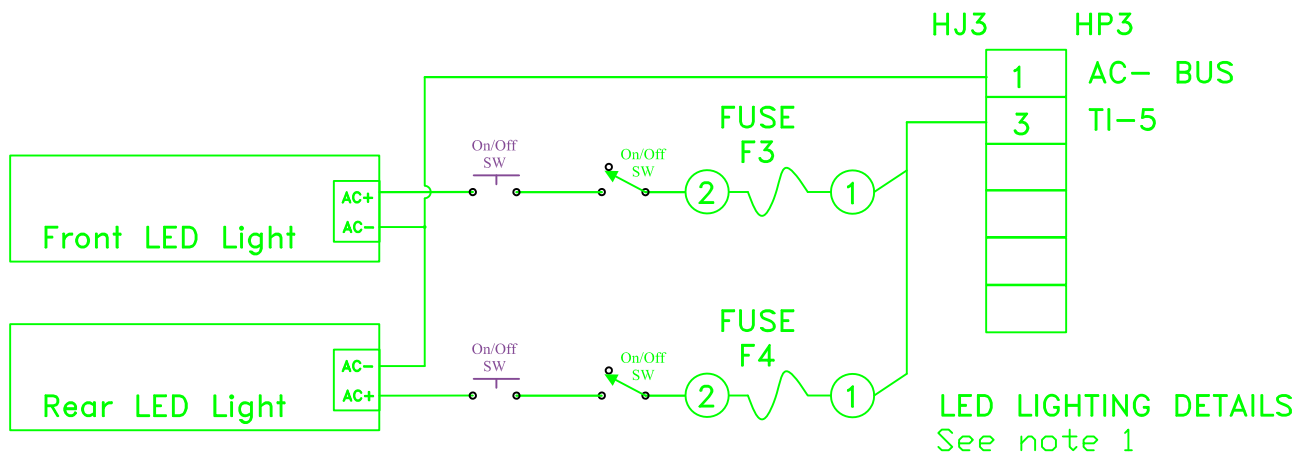 HJ3 HP3
1 AC- BUS
3 TI-5
FUSE
F3
On/Off
SW
On/Off
SW
2 1
AC+
AC-
Front LED Light
FUSE
F4
On/Off
SW
On/Off
SW
2 1
AC-
AC+
Rear LED Light
LED LIGHTING DETAILS
See note 1